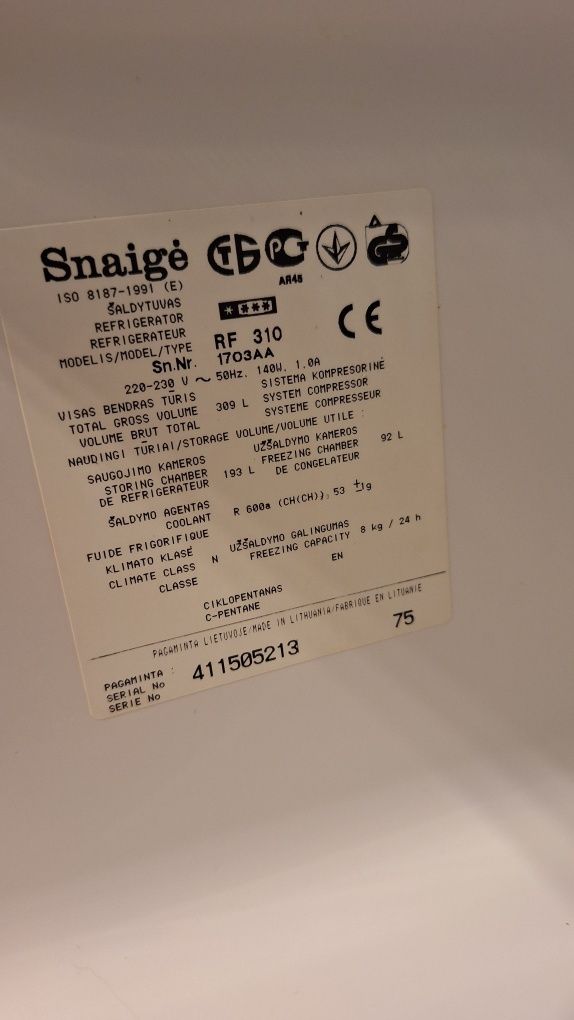 Snaigė
AR45
ISO 8187-1991 (E)
ŠALDYTUVAS
REFRIGERATOR
REFRIGERATEUR
MODELIS/MODEL/TYPE RF 310
Sn.Nr. 1703AA
220-230 V ~ 50Hz. 140W. 1.0A
VISAS BENDRAS TŪRIS
TOTAL GROSS VOLUME 309 L
VOLUME BRUT TOTAL
SISTEMA KOMPRESORINĖ
SYSTEM COMPRESSOR
SYSTEME COMPRESSEUR
NAUDINGI TŪRIAI/STORAGE VOLUME/VOLUME UTILE :
SAUGOJIMO KAMEROS
STORING CHAMBER 193 L
DE REFRIGERATEUR
UŽŠALDYMO KAMEROS
FREEZING CHAMBER 92 L
DE CONGELATEUR
ŠALDYMO AGENTAS
COOLANT
FUIDE FRIGORIFIQUE
R 600a (CH(CH)), 53 ±1g
KLIMATO KLASĖ
CLIMATE CLASS N
CLASSE
UŽŠALDYMO GALINGUMAS
FREEZING CAPACITY 8 kg / 24 h
EN
CIKLOPENTANAS
C-PENTANE
PAGAMINTA LIETUVOJE/MADE IN LITHUANIA/FABRIQUE EN LITUANIE
PAGAMINTA :
SERIAL No
SERIE No
411505213
75